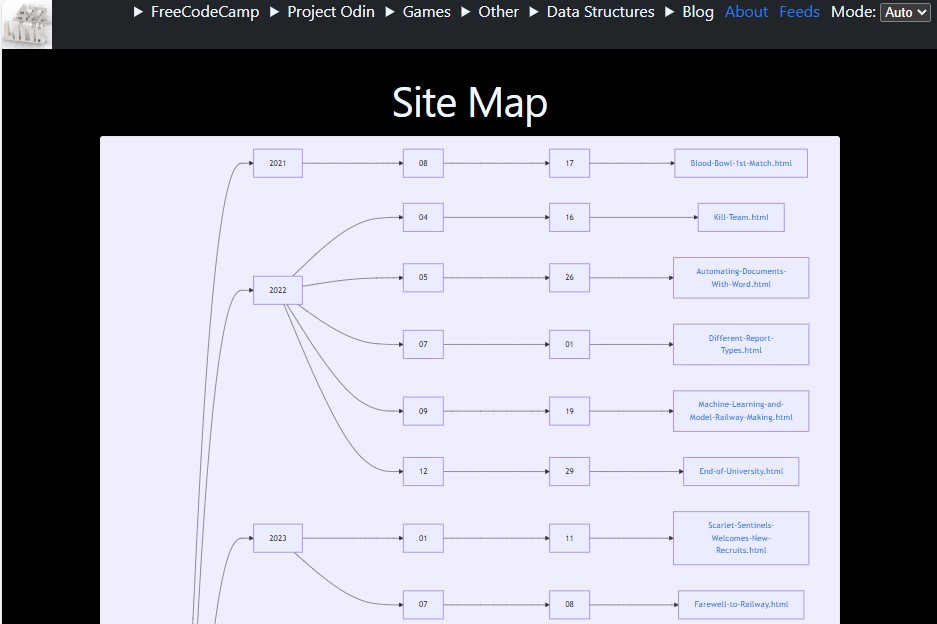 FreeCodeCamp Project Odin Games Other Data Structures Blog About Feeds Mode: Auto
Site Map
2021 08 17 Blood-Bowl-1st-Match.html
04 16 Kill-Team.html
2022
05 26 Automating-Documents-
With-Word.html
07 01 Different-Report-
Types.html
09 19 Machine-Learning-and-
Model-Railway-Making.html
12 29 End-of-University.html
2023 01 11 Scarlet-Sentinels-
Welcomes-New-
Recruits.html
07 08 Farewell-to-Railway.html